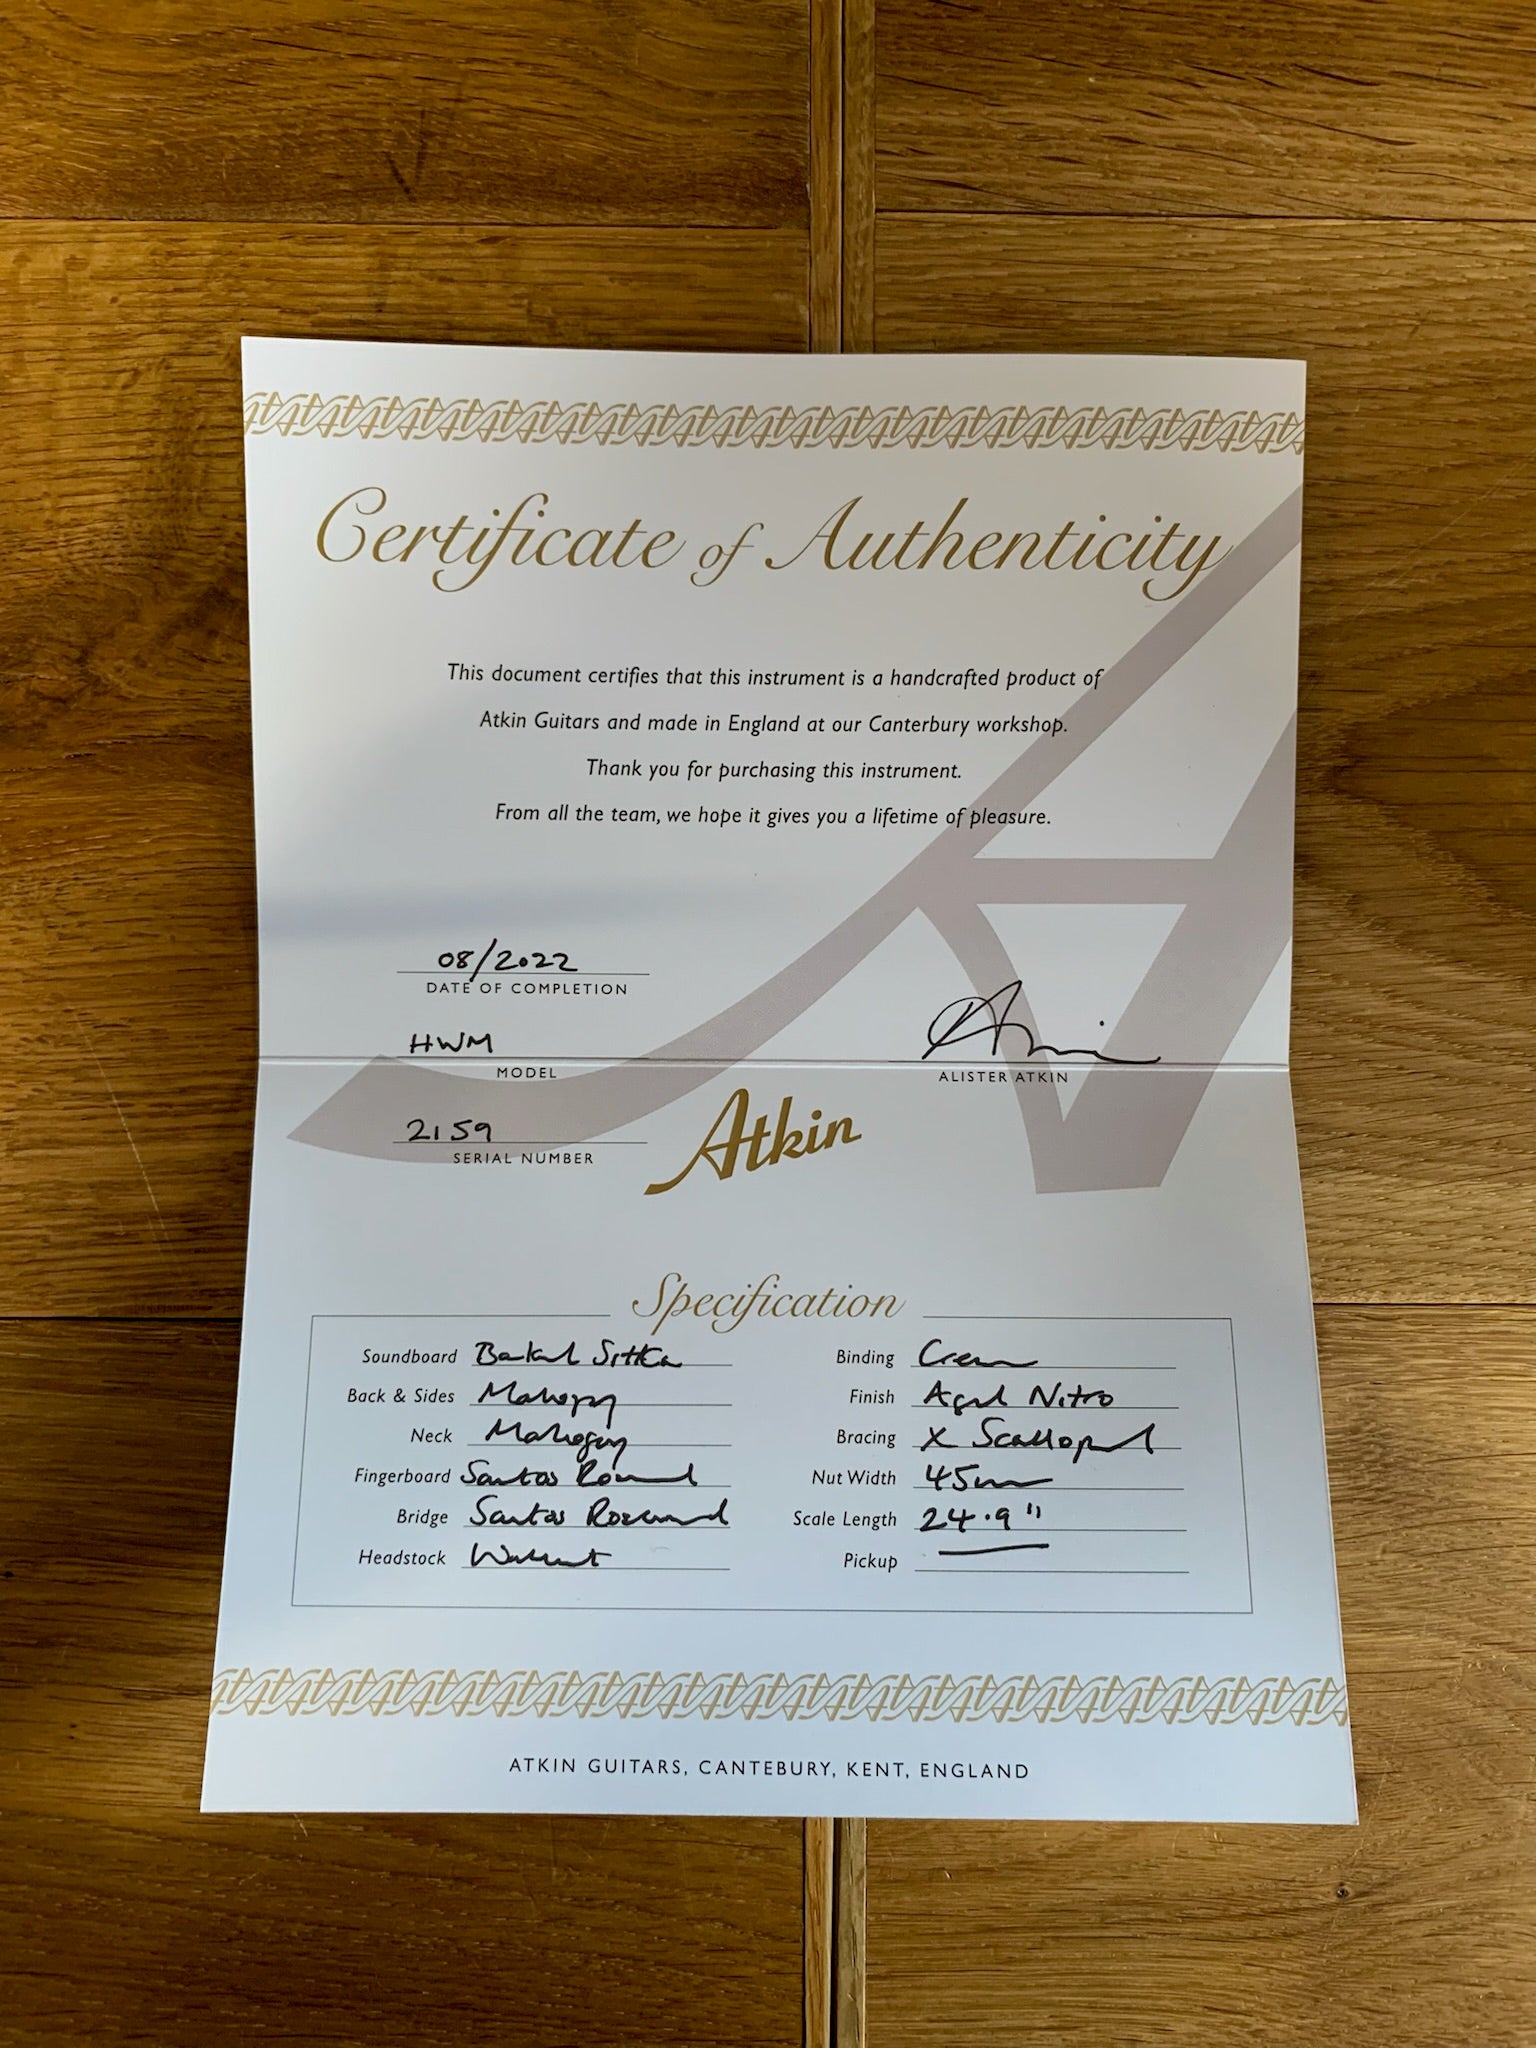 Certificate of Authenticity
This document certifies that this instrument is a handcrafted product of
Atkin Guitars and made in England at our Canterbury workshop.
Thank you for purchasing this instrument.
From all the team, we hope it gives you a lifetime of pleasure.
08/2022
DATE OF COMPLETION
HWM
MODEL
ALISTER ATKIN
2159
SERIAL NUMBER
Atkin
Specification
Soundboard Baked Sitka
Back & Sides Mahogany
Neck Mahogany
Fingerboard Santos Rosewood
Bridge Santos Rosewood
Headstock Walnut
Binding Cream
Finish Aged Nitro
Bracing X Scalloped
Nut Width 45mm
Scale Length 24.9"
Pickup
ATKIN GUITARS, CANTEBURY, KENT, ENGLAND